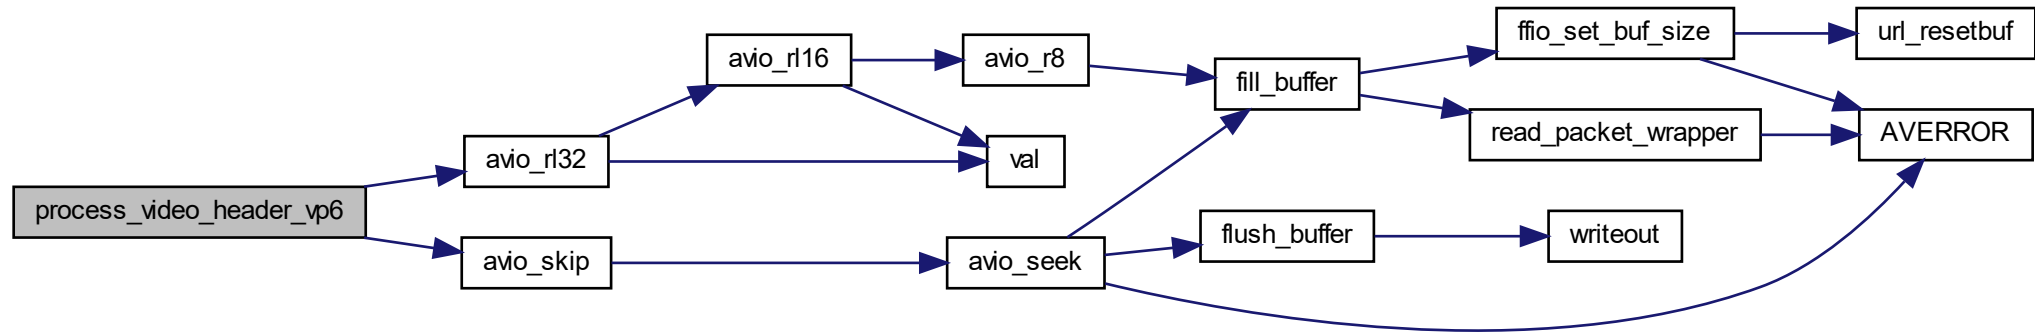 process_video_header_vp6
avio_rl32
avio_skip
avio_rl16
avio_r8
val
avio_seek
fill_buffer
flush_buffer
ffio_set_buf_size
read_packet_wrapper
writeout
url_resetbuf
AVERROR